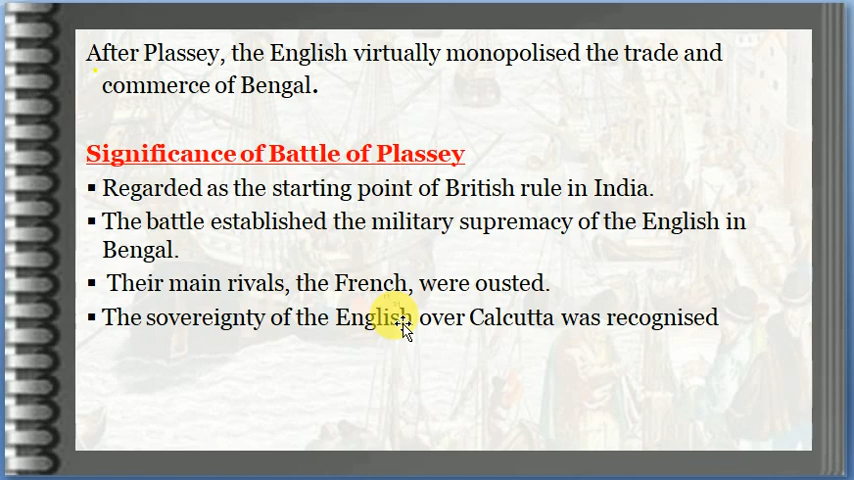 After Plassey, the English virtually monopolised the trade and
commerce of Bengal.
Significance of Battle of Plassey
▪ Regarded as the starting point of British rule in India.
▪ The battle established the military supremacy of the English in
Bengal.
▪ Their main rivals, the French, were ousted.
▪ The sovereignty of the English over Calcutta was recognised